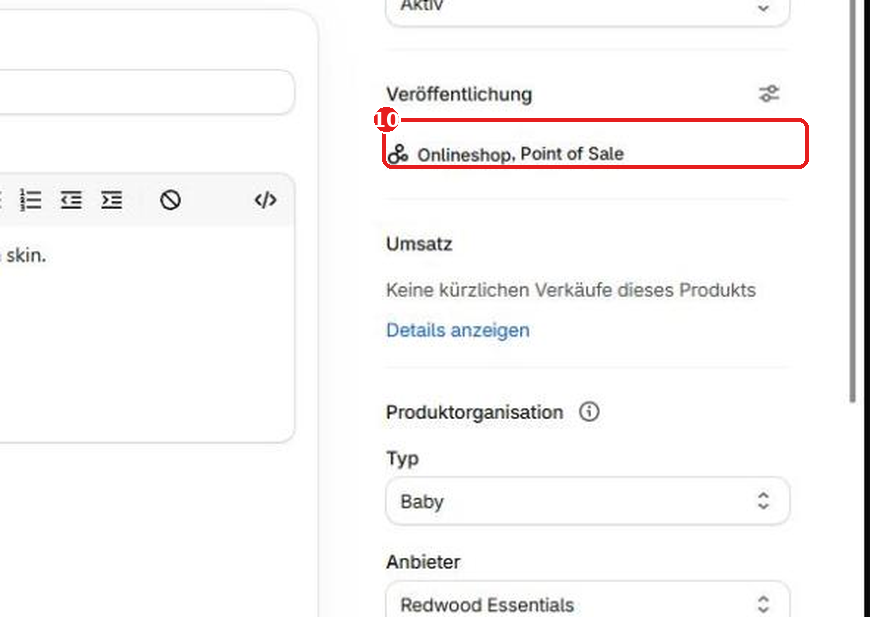 Aktiv
Veröffentlichung
10
Onlineshop, Point of Sale
</>
skin.
Umsatz
Keine kürzlichen Verkäufe dieses Produkts
Details anzeigen
Produktorganisation
Typ
Baby
Anbieter
Redwood Essentials